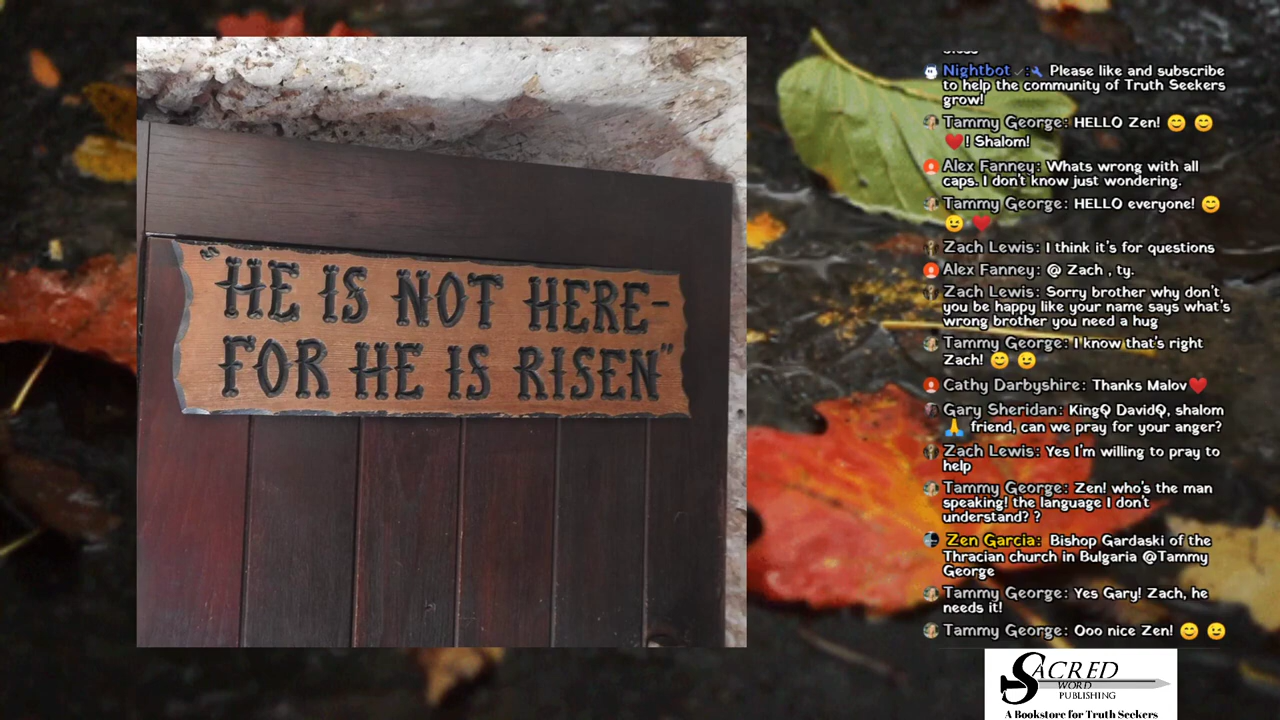 "HE IS NOT HERE-
FOR HE IS RISEN"
Nightbot: Please like and subscribe
to help the community of Truth Seekers
grow!
Tammy George: HELLO Zen! 😊 😊
❤️! Shalom!
Alex Fanney: Whats wrong with all
caps. I don't know just wondering.
Tammy George: HELLO everyone! 😊
😉 ❤️
Zach Lewis: I think it's for questions
Alex Fanney: @ Zach , ty.
Zach Lewis: Sorry brother why don't
you be happy like your name says what's
wrong brother you need a hug
Tammy George: I know that's right
Zach! 😊 😉
Cathy Darbyshire: Thanks Malov❤️
Gary Sheridan: KingQ DavidQ, shalom
🙏 friend, can we pray for your anger?
Zach Lewis: Yes I'm willing to pray to
help
Tammy George: Zen! who's the man
speaking! the language I don't
understand? ?
Zen Garcia: Bishop Gardaski of the
Thracian church in Bulgaria @Tammy
George
Tammy George: Yes Gary! Zach, he
needs it!
Tammy George: Ooo nice Zen! 😊 😉
SACRED
WORD
PUBLISHING
A Bookstore for Truth Seekers